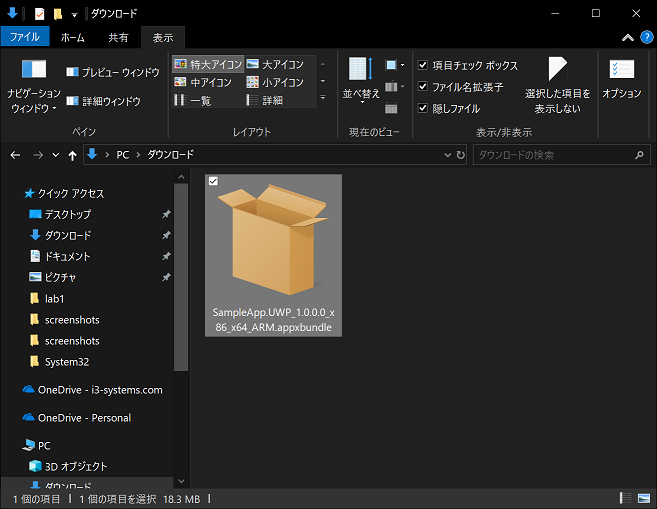 ダウンロード
ファイル ホーム 共有 表示
ナビゲーション
ウィンドウ
プレビュー ウィンドウ
詳細ウィンドウ
ペイン
特大アイコン 大アイコン
中アイコン 小アイコン
一覧 詳細
レイアウト
並べ替え
現在のビュー
項目チェック ボックス
ファイル名拡張子
隠しファイル
選択した項目を
表示しない
表示/非表示
オプション
PC ダウンロード
ダウンロードの検索
クイック アクセス
デスクトップ
ダウンロード
ドキュメント
ピクチャ
lab1
screenshots
screenshots
System32
OneDrive - i3-systems.com
OneDrive - Personal
PC
3D オブジェクト
ダウンロード
SampleApp.UWP_1.0.0.0_x
86_x64_ARM.appxbundle
1 個の項目 1 個の項目を選択 18.3 MB